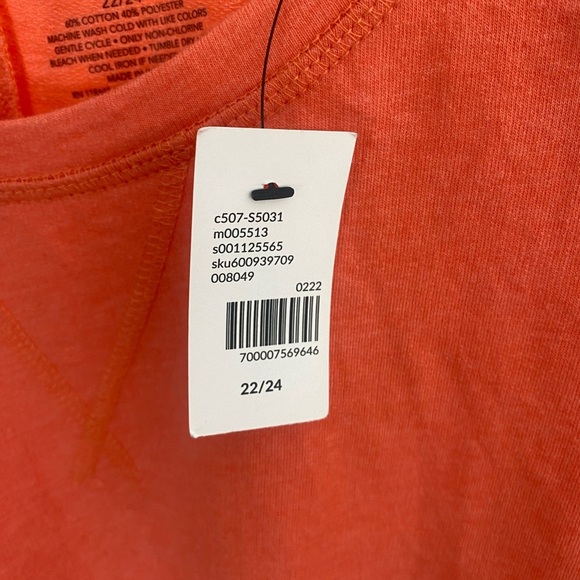 22/24
60% COTTON 40% POLYESTER
MACHINE WASH COLD WITH LIKE COLORS
GENTLE CYCLE • ONLY NON-CHLORINE
BLEACH WHEN NEEDED • TUMBLE DRY
COOL IRON IF NEEDED
MADE IN
RN 1184
c507-S5031
m005513
s001125565
sku600939709
008049
0222
700007569646
22/24